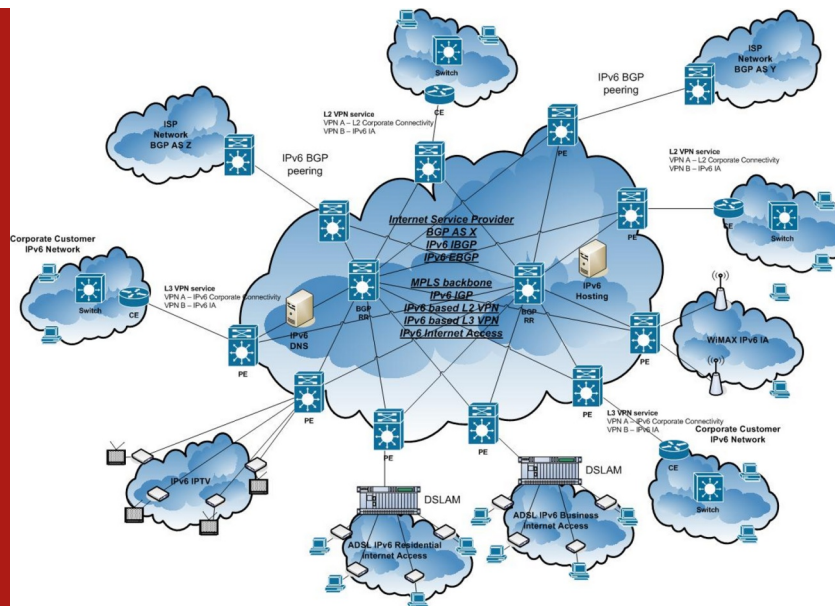 Switch
CE
L2 VPN service
VPN A – L2 Corporate Connectivity
VPN B – IPv6 IA
ISP
Network
BGP AS Y
IPv6 BGP
peering
ISP
Network
BGP AS Z
IPv6 BGP
peering
PE
L2 VPN service
VPN A – L2 Corporate Connectivity
VPN B – IPv6 IA
CE
Switch
PE
Internet Service Provider
BGP AS X
IPv6 IBGP
IPv6 EBGP
MPLS backbone
IPv6 IGP
IPv6 based L2 VPN
IPv6 based L3 VPN
IPv6 Internet Access
BGP
RR
BGP
RR
IPv6
Hosting
IPv6
DNS
Corporate Customer
IPv6 Network
Switch
CE
L3 VPN service
VPN A – IPv6 Corporate Connectivity
VPN B – IPv6 IA
PE
WiMAX IPv6 IA
PE
PE
PE
L3 VPN service
VPN A – IPv6 Corporate Connectivity
VPN B – IPv6 IA
Corporate Customer
IPv6 Network
CE
Switch
PE
PE
IPv6 IPTV
DSLAM
ADSL IPv6 Residential
Internet Access
DSLAM
ADSL IPv6 Business
Internet Access